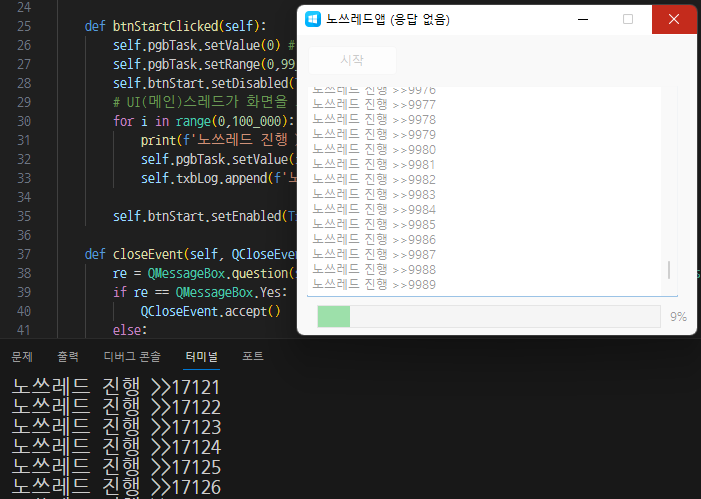 24
25 def btnStartClicked(self):
26 self.pgbTask.setValue(0) #
27 self.pgbTask.setRange(0,99_
28 self.btnStart.setDisabled(
29 # UI(메인)스레드가 화면을
30 for i in range(0,100_000):
31 print(f'노쓰레드 진행
32 self.pgbTask.setValue(
33 self.txbLog.append(f'노
34
35 self.btnStart.setEnabled(
36
37 def closeEvent(self, QCloseEven
38 re = QMessageBox.question(s
39 if re == QMessageBox.Yes:
40 QCloseEvent.accept()
41 else:
노쓰레드앱 (응답 없음)
시작
노쓰레드 진행 >>9976
노쓰레드 진행 >>9977
노쓰레드 진행 >>9978
노쓰레드 진행 >>9979
노쓰레드 진행 >>9980
노쓰레드 진행 >>9981
노쓰레드 진행 >>9982
노쓰레드 진행 >>9983
노쓰레드 진행 >>9984
노쓰레드 진행 >>9985
노쓰레드 진행 >>9986
노쓰레드 진행 >>9987
노쓰레드 진행 >>9988
노쓰레드 진행 >>9989
9%
문제 출력 디버그 콘솔 터미널 포트
노쓰레드 진행 >>17121
노쓰레드 진행 >>17122
노쓰레드 진행 >>17123
노쓰레드 진행 >>17124
노쓰레드 진행 >>17125
노쓰레드 진행 >>17126